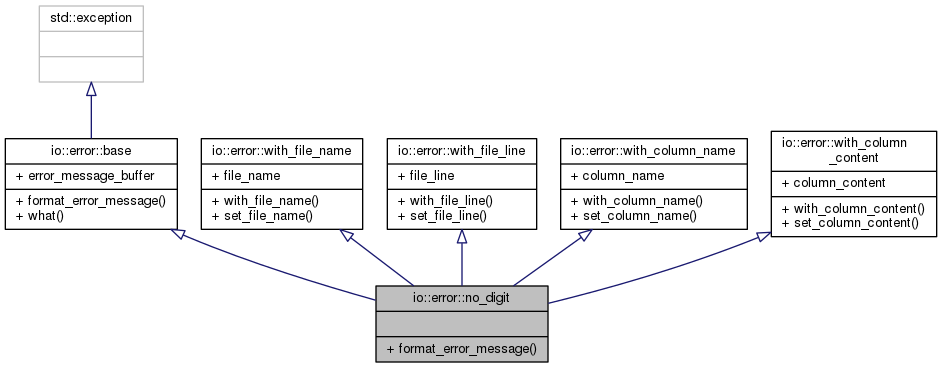 std::exception
io::error::base
+ error_message_buffer
+ format_error_message()
+ what()
io::error::with_file_name
+ file_name
+ with_file_name()
+ set_file_name()
io::error::with_file_line
+ file_line
+ with_file_line()
+ set_file_line()
io::error::with_column_name
+ column_name
+ with_column_name()
+ set_column_name()
io::error::with_column
_content
+ column_content
+ with_column_content()
+ set_column_content()
io::error::no_digit
+ format_error_message()